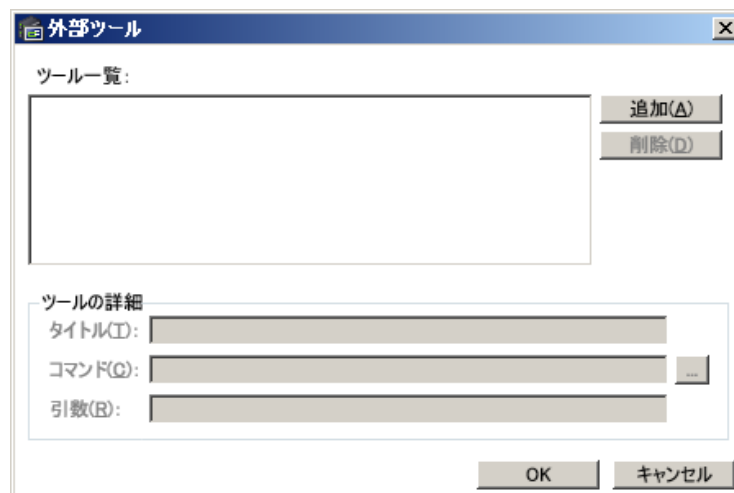 外部ツール
ツール一覧:
追加(A)
削除(D)
ツールの詳細
タイトル(T):
コマンド(C):
...
引数(R):
OK
キャンセル